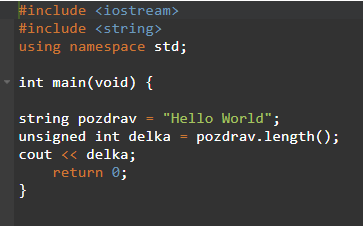 #include <iostream>
#include <string>
using namespace std;
int main(void) {
string pozdrav = "Hello World";
unsigned int delka = pozdrav.length();
cout << delka;
return 0;
}